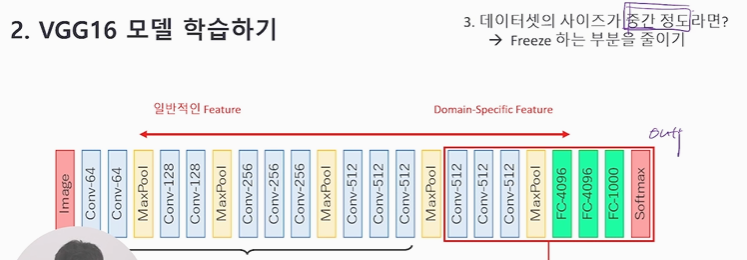 2. VGG16 모델 학습하기
3. 데이터셋의 사이즈가 중간 정도라면?
→ Freeze 하는 부분을 줄이기
일반적인 Feature
Domain-Specific Feature
Image
Conv-64
Conv-64
MaxPool
Conv-128
Conv-128
MaxPool
Conv-256
Conv-256
Conv-256
MaxPool
Conv-512
Conv-512
Conv-512
MaxPool
Conv-512
Conv-512
Conv-512
MaxPool
FC-4096
FC-4096
FC-1000
Softmax